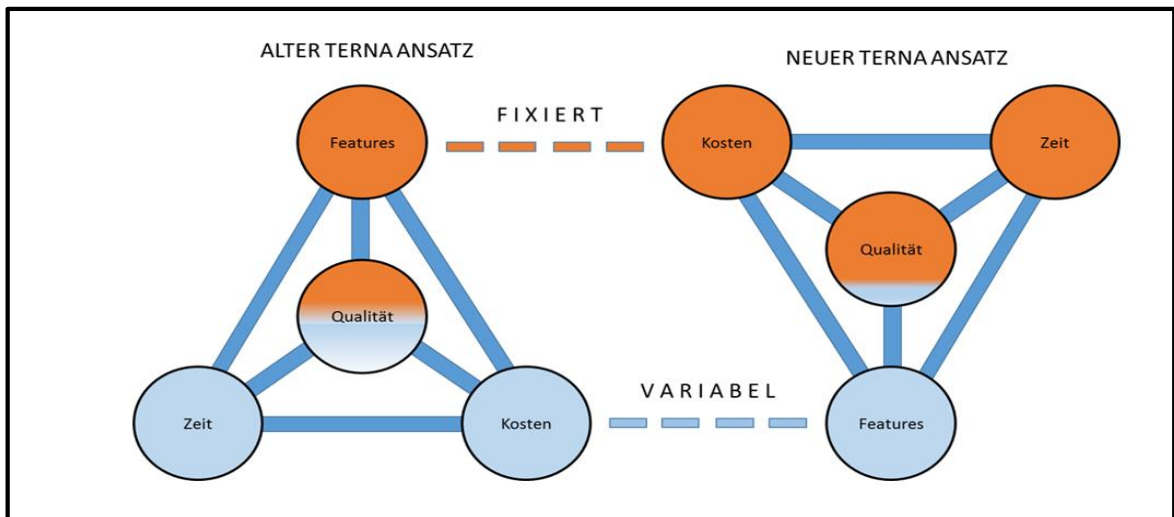 ALTER TERNA ANSATZ
NEUER TERNA ANSATZ
FIXIERT
Features
Kosten
Zeit
Qualität
Qualität
VARIABEL
Zeit
Kosten
Features